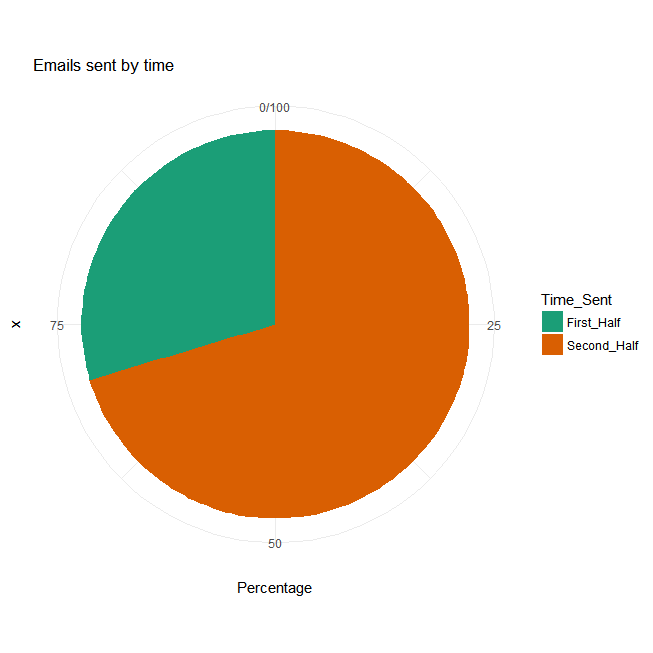 Emails sent by time
0/100
x
75
25
50
Percentage
Time_Sent
First_Half
Second_Half